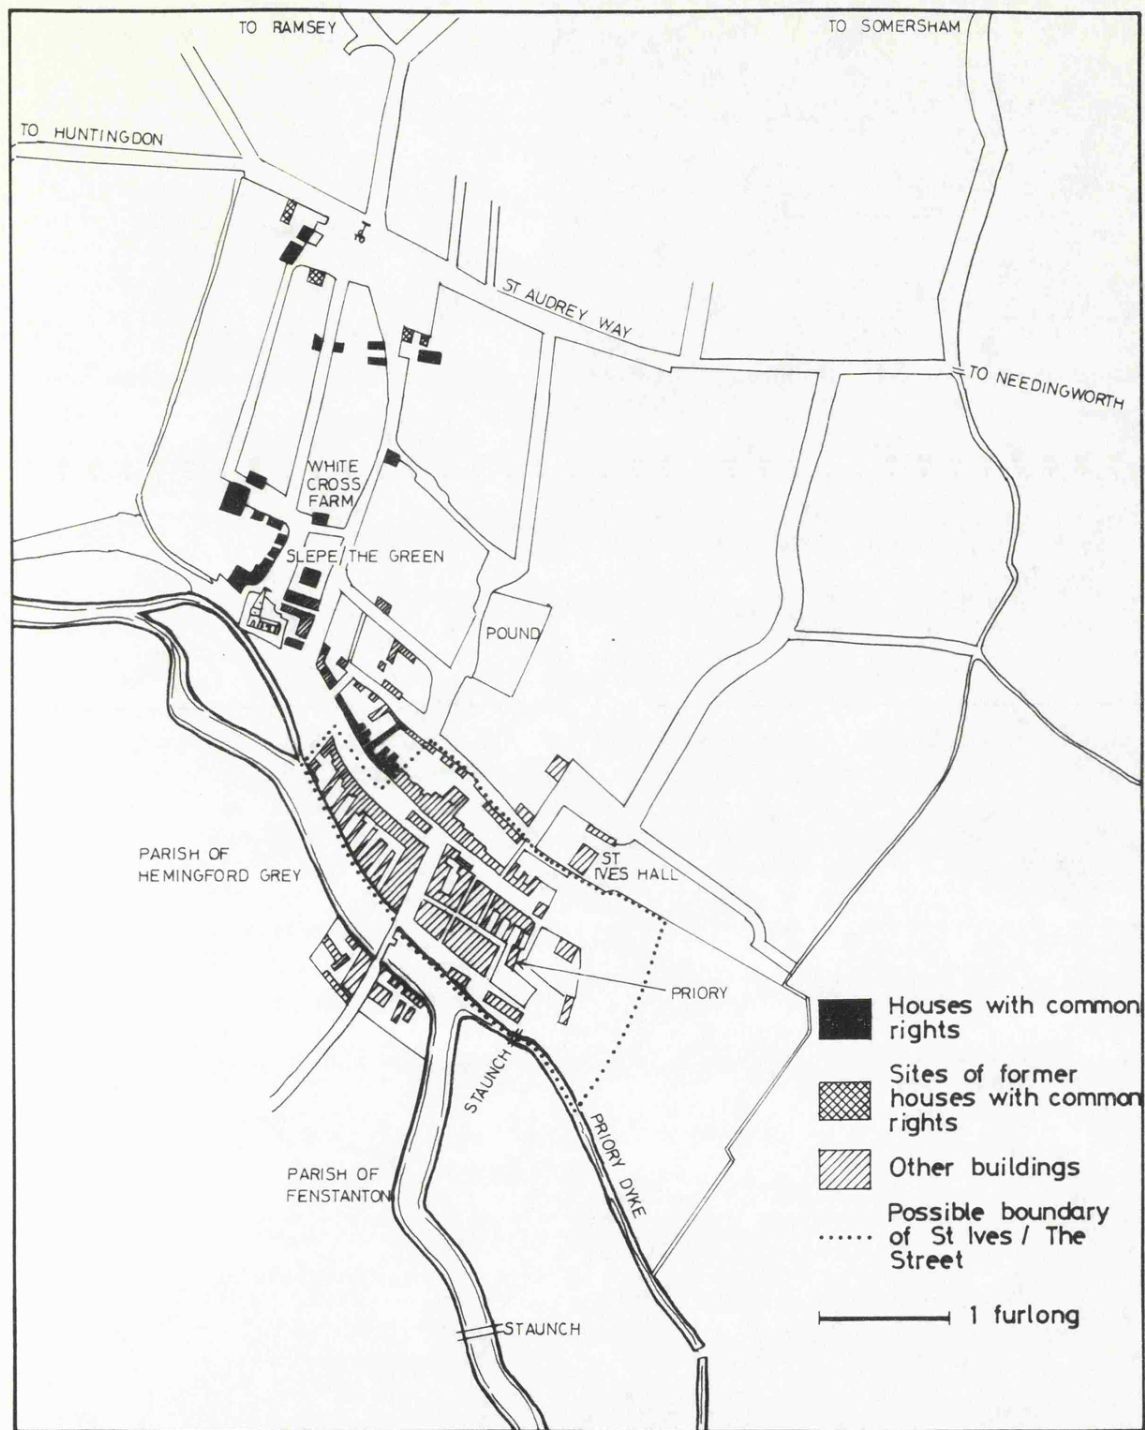 TO RAMSEY
TO SOMERSHAM
TO HUNTINGDON
ST AUDREY WAY
TO NEEDINGWORTH
WHITE
CROSS
FARM
SLEPE THE GREEN
POUND
PARISH OF
HEMINGFORD GREY
ST
IVES HALL
PRIORY
STAUNCH
PRIORY DYKE
PARISH OF
FENSTANTON
STAUNCH
Houses with common
rights
Sites of former
houses with common
rights
Other buildings
Possible boundary
of St Ives / The
Street
1 furlong